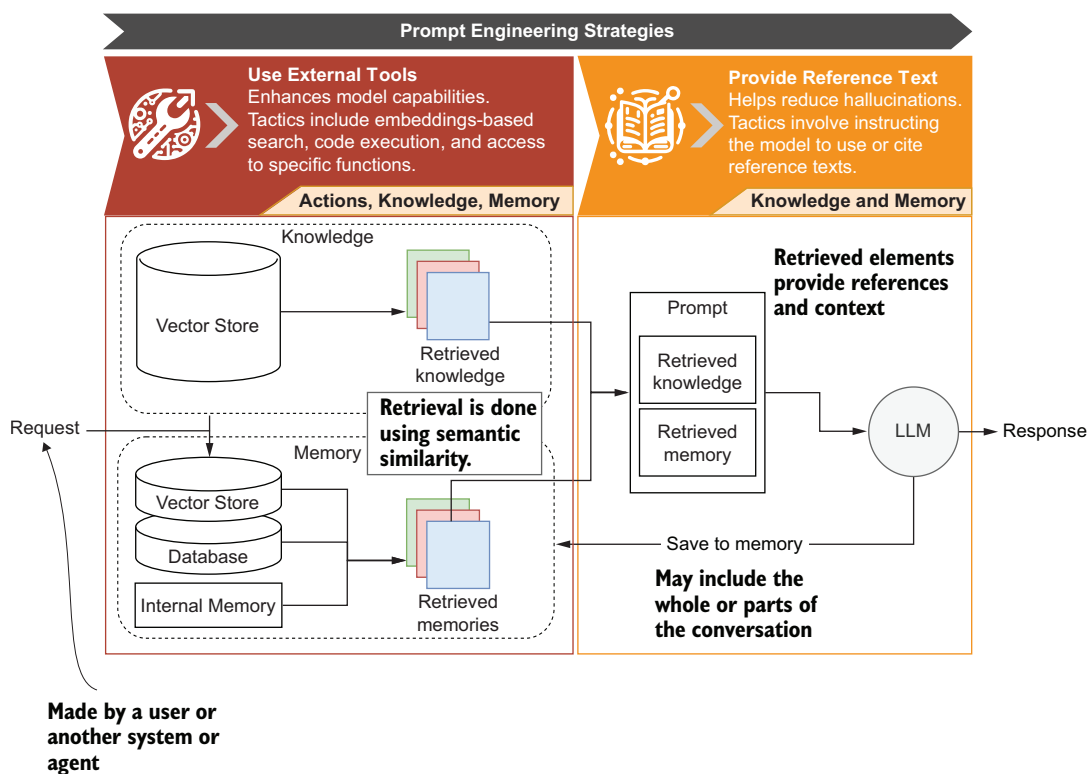 Prompt Engineering Strategies
Use External Tools
Enhances model capabilities.
Tactics include embeddings-based
search, code execution, and access
to specific functions.
Actions, Knowledge, Memory
Provide Reference Text
Helps reduce hallucinations.
Tactics involve instructing
the model to use or cite
reference texts.
Knowledge and Memory
Knowledge
Vector Store
Retrieved
knowledge
Retrieval is done
using semantic
similarity.
Request
Memory
Vector Store
Database
Internal Memory
Retrieved
memories
Retrieved elements
provide references
and context
Prompt
Retrieved
knowledge
Retrieved
memory
LLM
Response
Save to memory
May include the
whole or parts of
the conversation
Made by a user or
another system or
agent